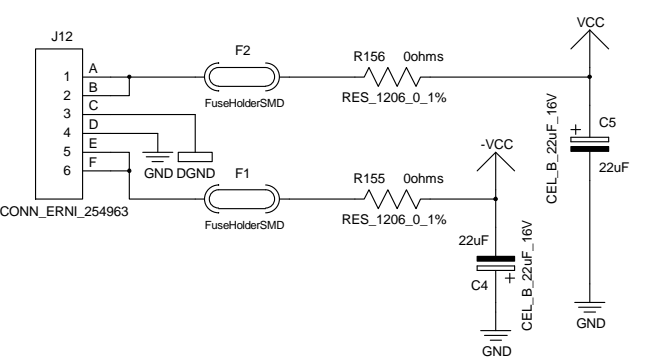 VCC
J12
F2
R156 0ohms
1 A
2 B
3 C
4 D
5 E
6 F
FuseHolderSMD
RES_1206_0_1%
CEL_B_22uF_16V
+
C5
22uF
-VCC
GND DGND
F1
R155 0ohms
CONN_ERNI_254963
FuseHolderSMD
RES_1206_0_1%
22uF
C4
+
CEL_B_22uF_16V
GND
GND